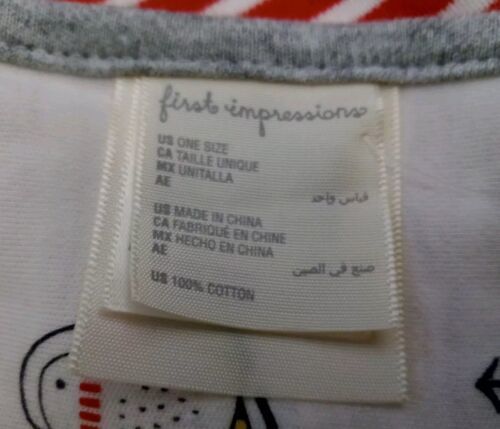 first impressions
US ONE SIZE
CA TAILLE UNIQUE
MX UNITALLA
AE قياس واحد
US MADE IN CHINA
CA FABRIQUÉ EN CHINE
MX HECHO EN CHINA
AE صنع في الصين
US 100% COTTON